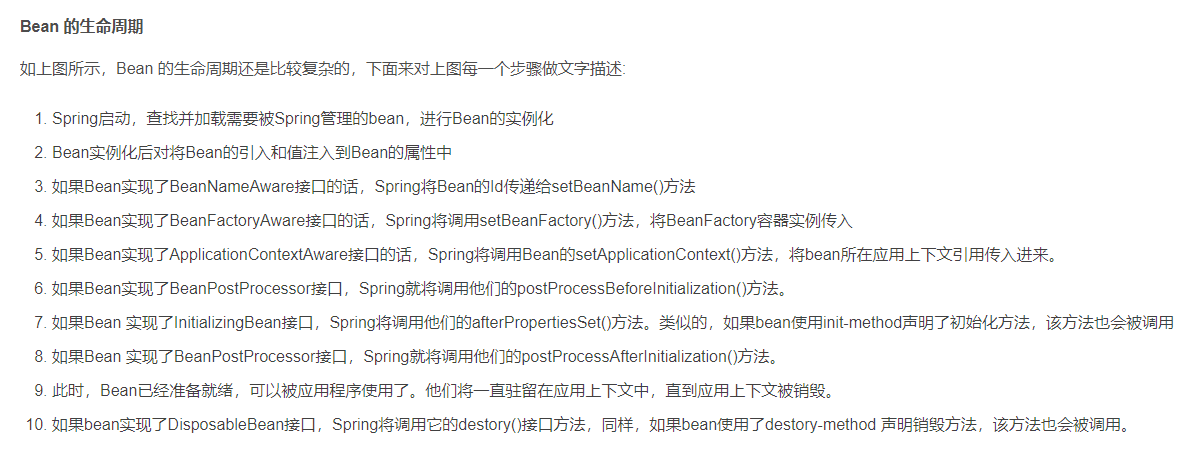 Bean 的生命周期
如上图所示，Bean 的生命周期还是比较复杂的，下面来对上图每一个步骤做文字描述:
1. Spring启动，查找并加载需要被Spring管理的bean，进行Bean的实例化
2. Bean实例化后对将Bean的引入和值注入到Bean的属性中
3. 如果Bean实现了BeanNameAware接口的话，Spring将Bean的Id传递给setBeanName()方法
4. 如果Bean实现了BeanFactoryAware接口的话，Spring将调用setBeanFactory()方法，将BeanFactory容器实例传入
5. 如果Bean实现了ApplicationContextAware接口的话，Spring将调用Bean的setApplicationContext()方法，将bean所在应用上下文引用传入进来。
6. 如果Bean实现了BeanPostProcessor接口，Spring就将调用他们的postProcessBeforeInitialization()方法。
7. 如果Bean 实现了InitializingBean接口，Spring将调用他们的afterPropertiesSet()方法。类似的，如果bean使用init-method声明了初始化方法，该方法也会被调用
8. 如果Bean 实现了BeanPostProcessor接口，Spring就将调用他们的postProcessAfterInitialization()方法。
9. 此时，Bean已经准备就绪，可以被应用程序使用了。他们将一直驻留在应用上下文中，直到应用上下文被销毁。
10. 如果bean实现了DisposableBean接口，Spring将调用它的destory()接口方法，同样，如果bean使用了destory-method 声明销毁方法，该方法也会被调用。